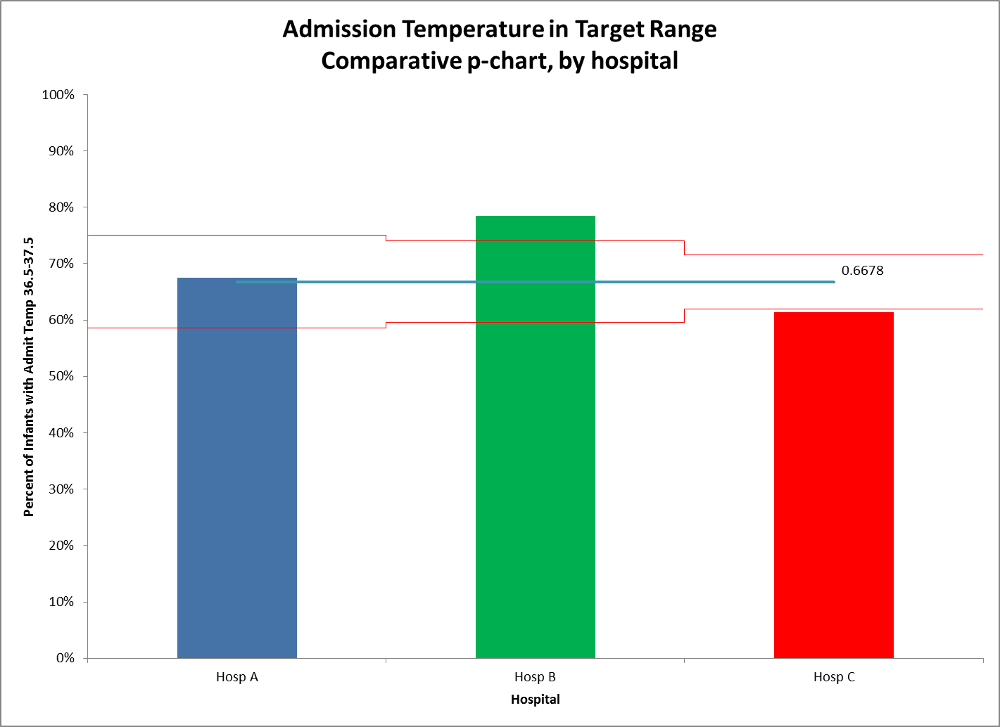 Admission Temperature in Target Range
Comparative p-chart, by hospital
Percent of Infants with Admit Temp 36.5-37.5
100%
90%
80%
70%
60%
50%
40%
30%
20%
10%
0%
0.6678
Hosp A
Hosp B
Hosp C
Hospital